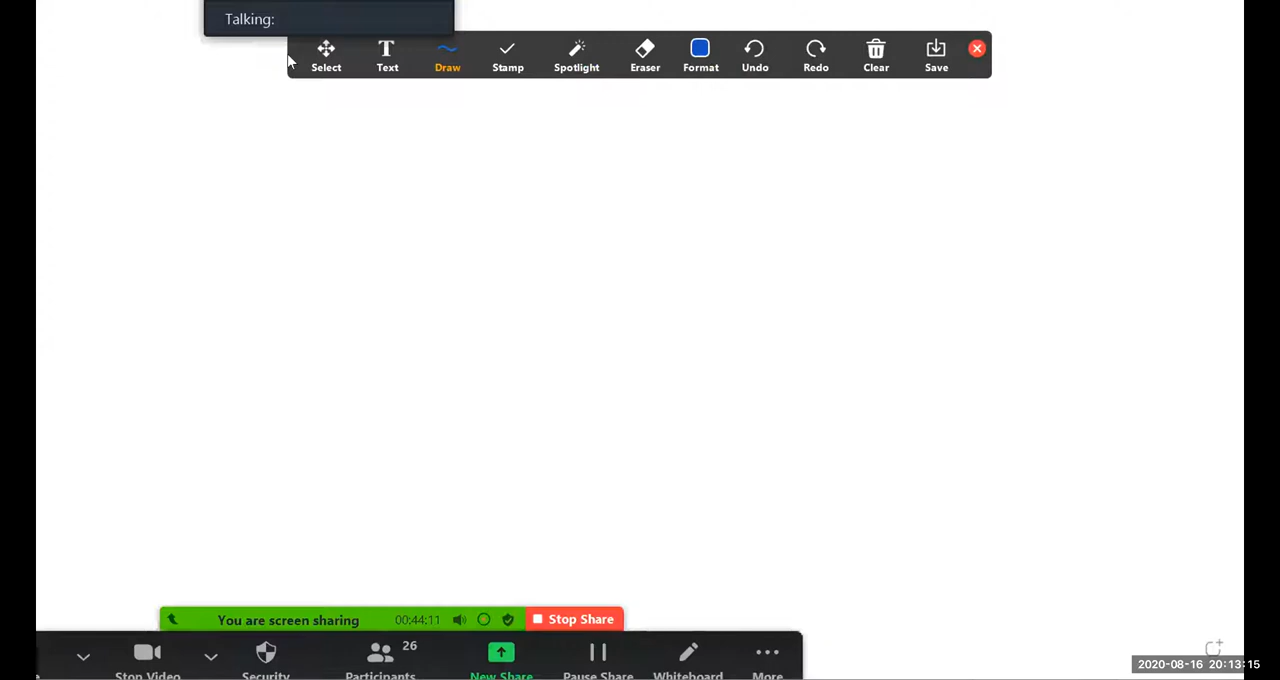 Talking:
Select Text Draw Stamp Spotlight Eraser Format Undo Redo Clear Save
You are screen sharing 00:44:11 Stop Share
26
Stop Video Security Participants New Share Pause Share Whiteboard More
2020-08-16 20:13:15